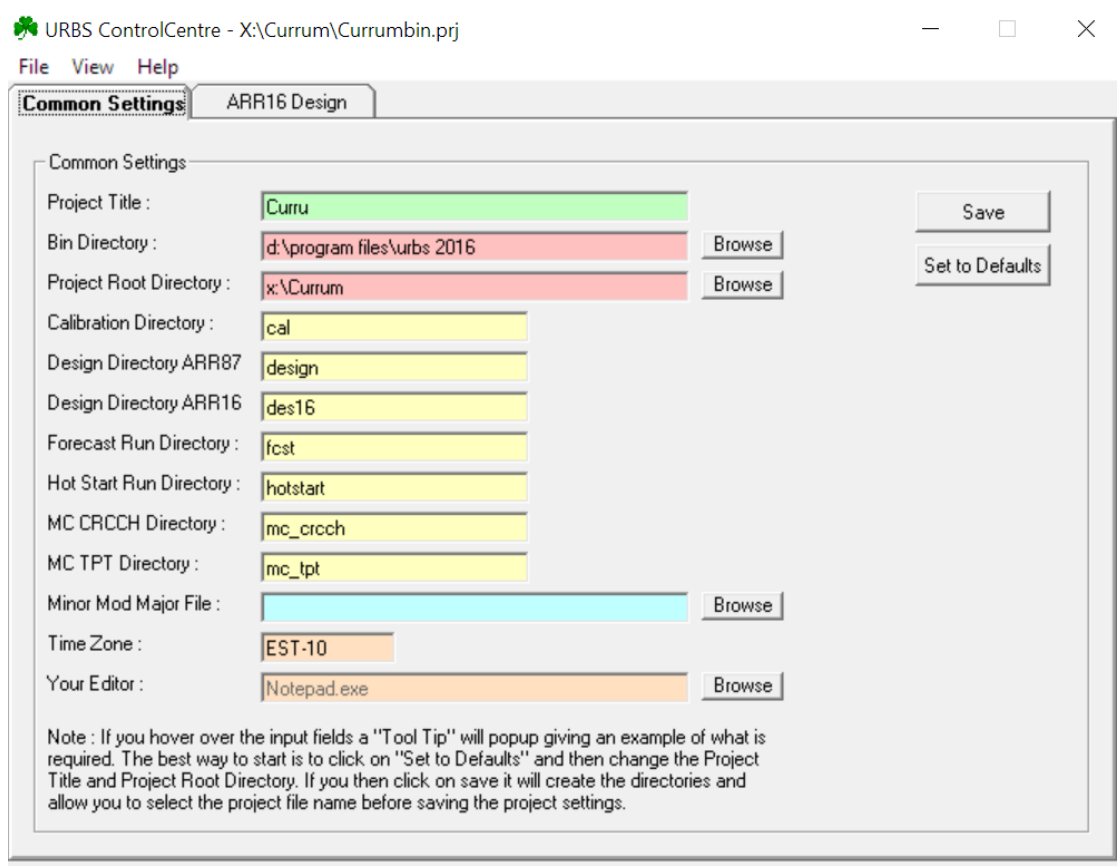 URBS ControlCentre - X:\Currum\Currumbin.prj
File View Help
Common Settings ARR16 Design
Common Settings
Project Title : Curru Save
Bin Directory : d:\program files\urbs 2016 Browse
Set to Defaults
Project Root Directory : x:\Currum Browse
Calibration Directory : cal
Design Directory ARR87 design
Design Directory ARR16 des16
Forecast Run Directory : fcst
Hot Start Run Directory : hotstart
MC CRCCH Directory : mc_crcch
MC TPT Directory : mc_tpt
Minor Mod Major File : Browse
Time Zone : EST-10
Your Editor : Notepad.exe Browse
Note : If you hover over the input fields a "Tool Tip" will popup giving an example of what is
required. The best way to start is to click on "Set to Defaults" and then change the Project
Title and Project Root Directory. If you then click on save it will create the directories and
allow you to select the project file name before saving the project settings.